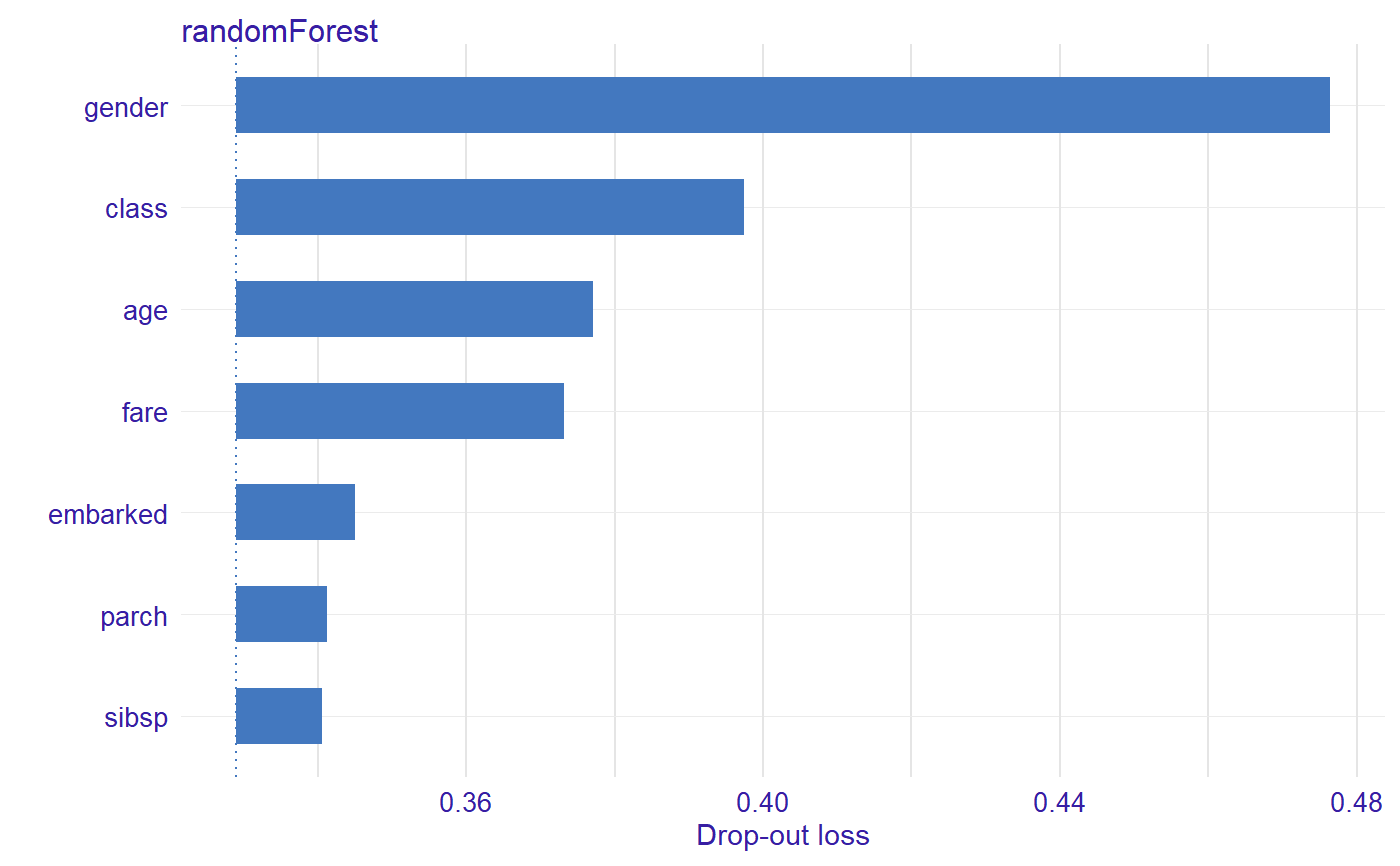 randomForest
gender
class
age
fare
embarked
parch
sibsp
0.36 0.40 0.44 0.48
Drop-out loss